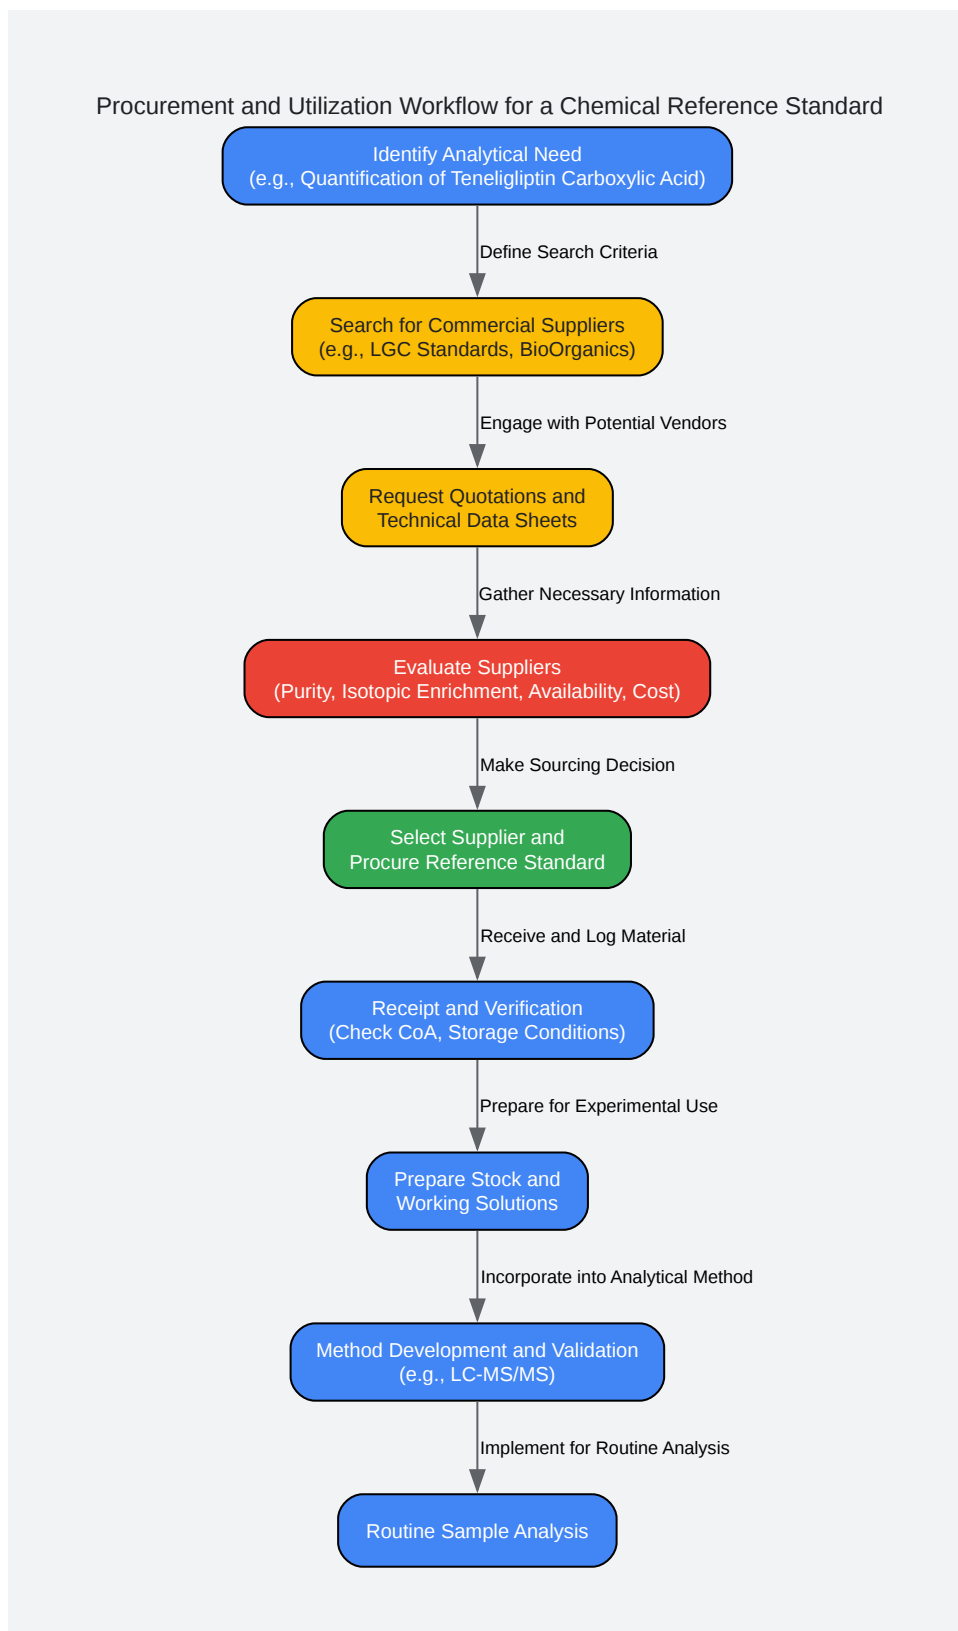 Procurement and Utilization Workflow for a Chemical Reference Standard
Identify Analytical Need
(e.g., Quantification of Teneligliptin Carboxylic Acid)
Define Search Criteria
Search for Commercial Suppliers
(e.g., LGC Standards, BioOrganics)
Engage with Potential Vendors
Request Quotations and
Technical Data Sheets
Gather Necessary Information
Evaluate Suppliers
(Purity, Isotopic Enrichment, Availability, Cost)
Make Sourcing Decision
Select Supplier and
Procure Reference Standard
Receive and Log Material
Receipt and Verification
(Check CoA, Storage Conditions)
Prepare for Experimental Use
Prepare Stock and
Working Solutions
Incorporate into Analytical Method
Method Development and Validation
(e.g., LC-MS/MS)
Implement for Routine Analysis
Routine Sample Analysis